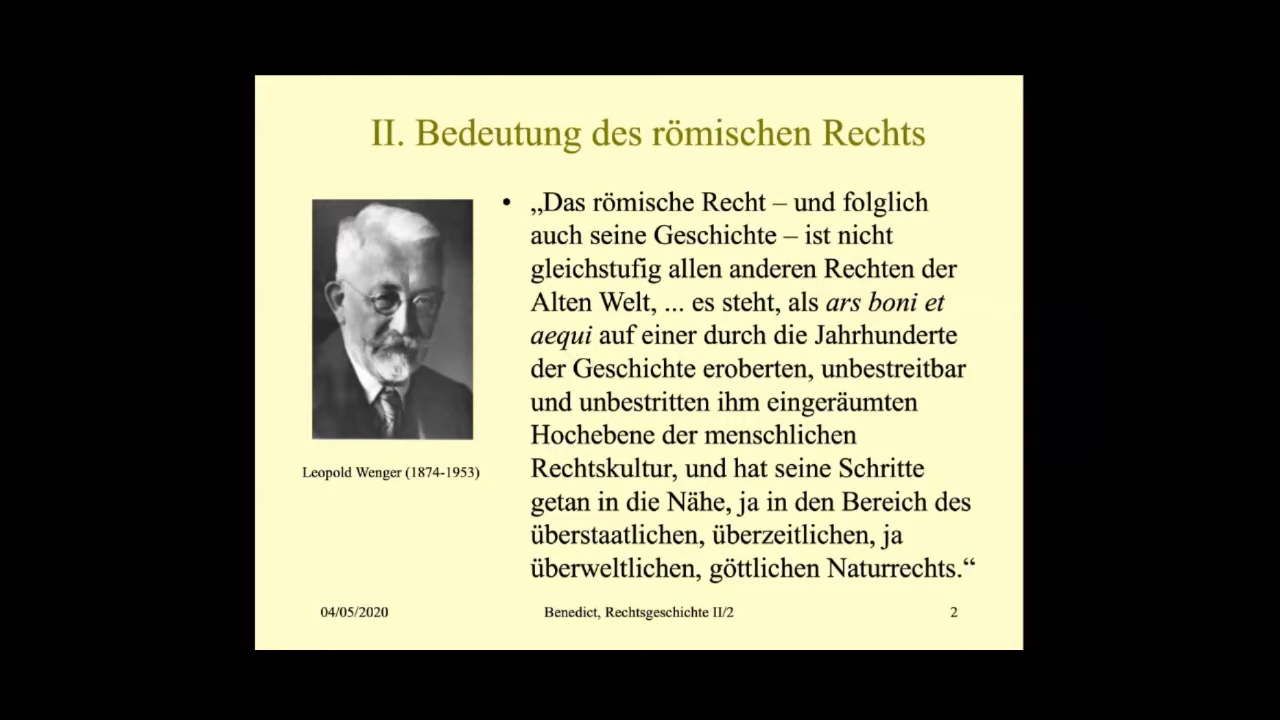 II. Bedeutung des römischen Rechts
• „Das römische Recht – und folglich
auch seine Geschichte – ist nicht
gleichstufig allen anderen Rechten der
Alten Welt, ... es steht, als ars boni et
aequi auf einer durch die Jahrhunderte
der Geschichte eroberten, unbestreitbar
und unbestritten ihm eingeräumten
Hochebene der menschlichen
Rechtskultur, und hat seine Schritte
getan in die Nähe, ja in den Bereich des
überstaatlichen, überzeitlichen, ja
überweltlichen, göttlichen Naturrechts.“
Leopold Wenger (1874-1953)
04/05/2020
Benedict, Rechtsgeschichte II/2
2